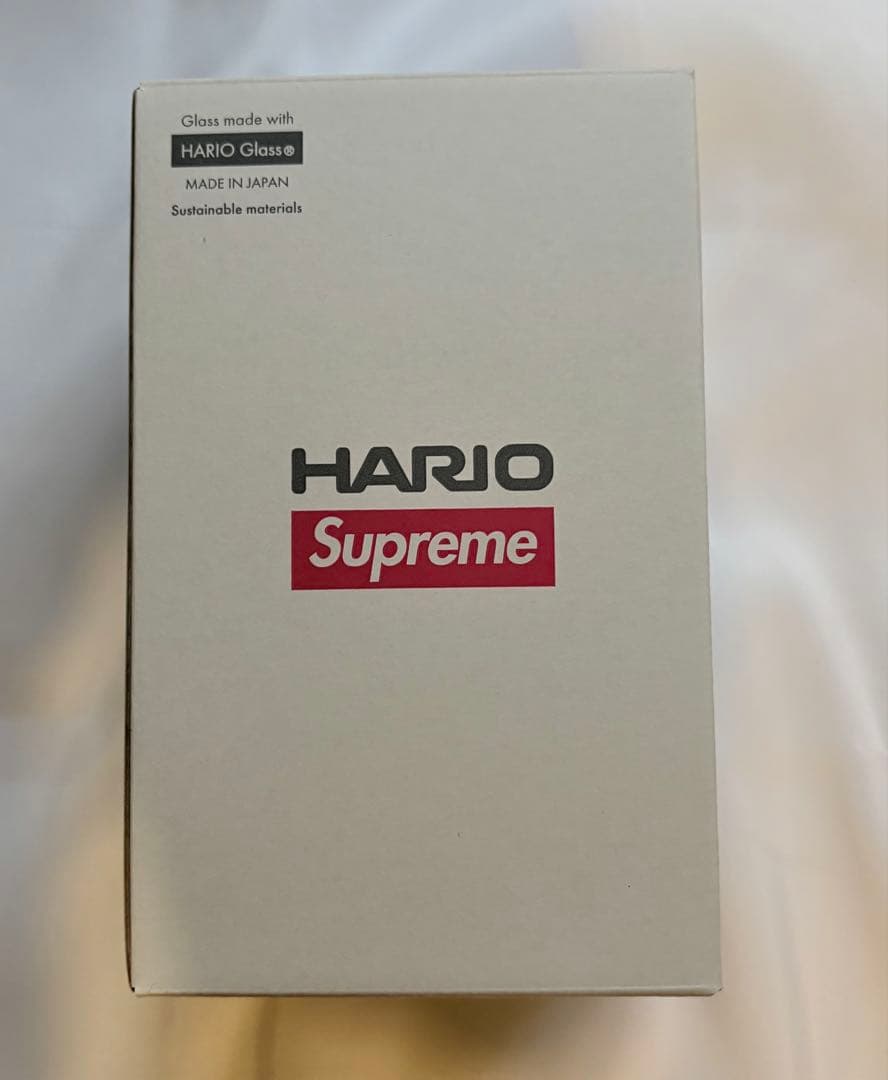 Glass made with
HARIO Glass®
MADE IN JAPAN
Sustainable materials
HARIO
Supreme